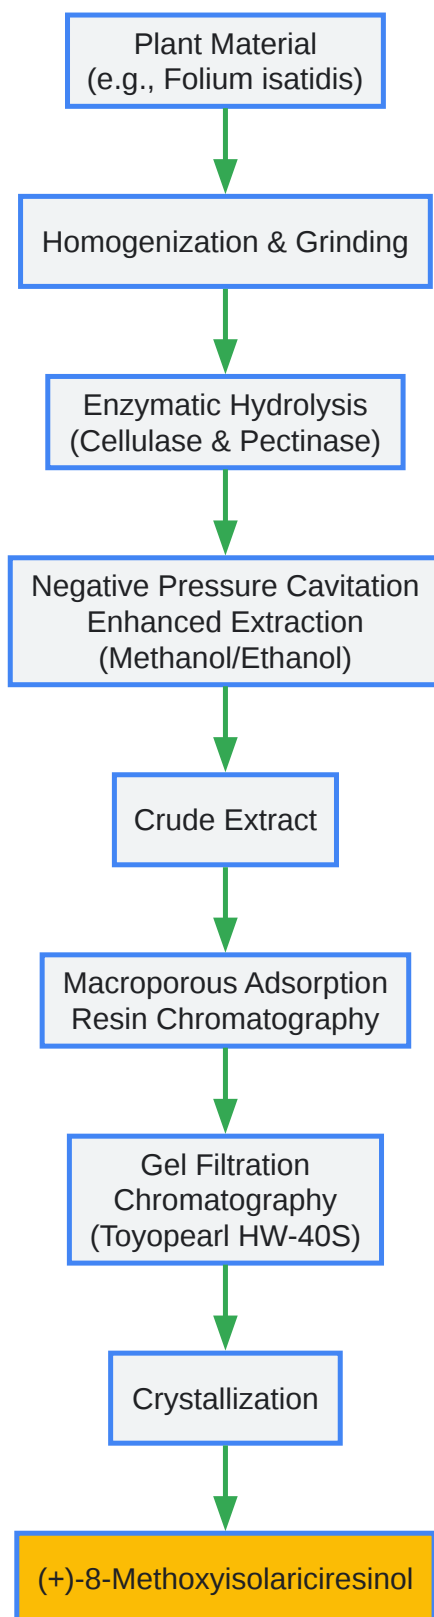 Plant Material
(e.g., Folium isatidis)
Homogenization & Grinding
Enzymatic Hydrolysis
(Cellulase & Pectinase)
Negative Pressure Cavitation
Enhanced Extraction
(Methanol/Ethanol)
Crude Extract
Macroporous Adsorption
Resin Chromatography
Gel Filtration
Chromatography
(Toyopearl HW-40S)
Crystallization
(+)-8-Methoxyisolariciresinol